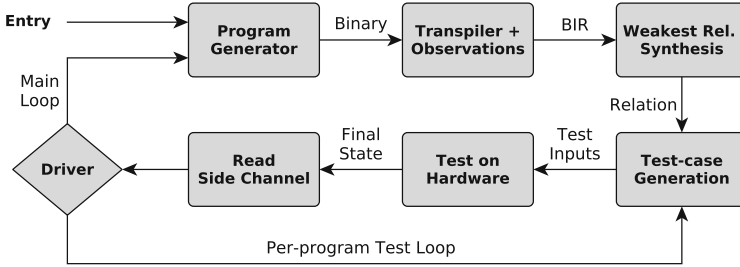 Entry
Program
Generator
Binary
Transpiler +
Observations
BIR
Weakest Rel.
Synthesis
Main
Loop
Relation
Driver
Read
Side Channel
Final
State
Test on
Hardware
Test
Inputs
Test-case
Generation
Per-program Test Loop